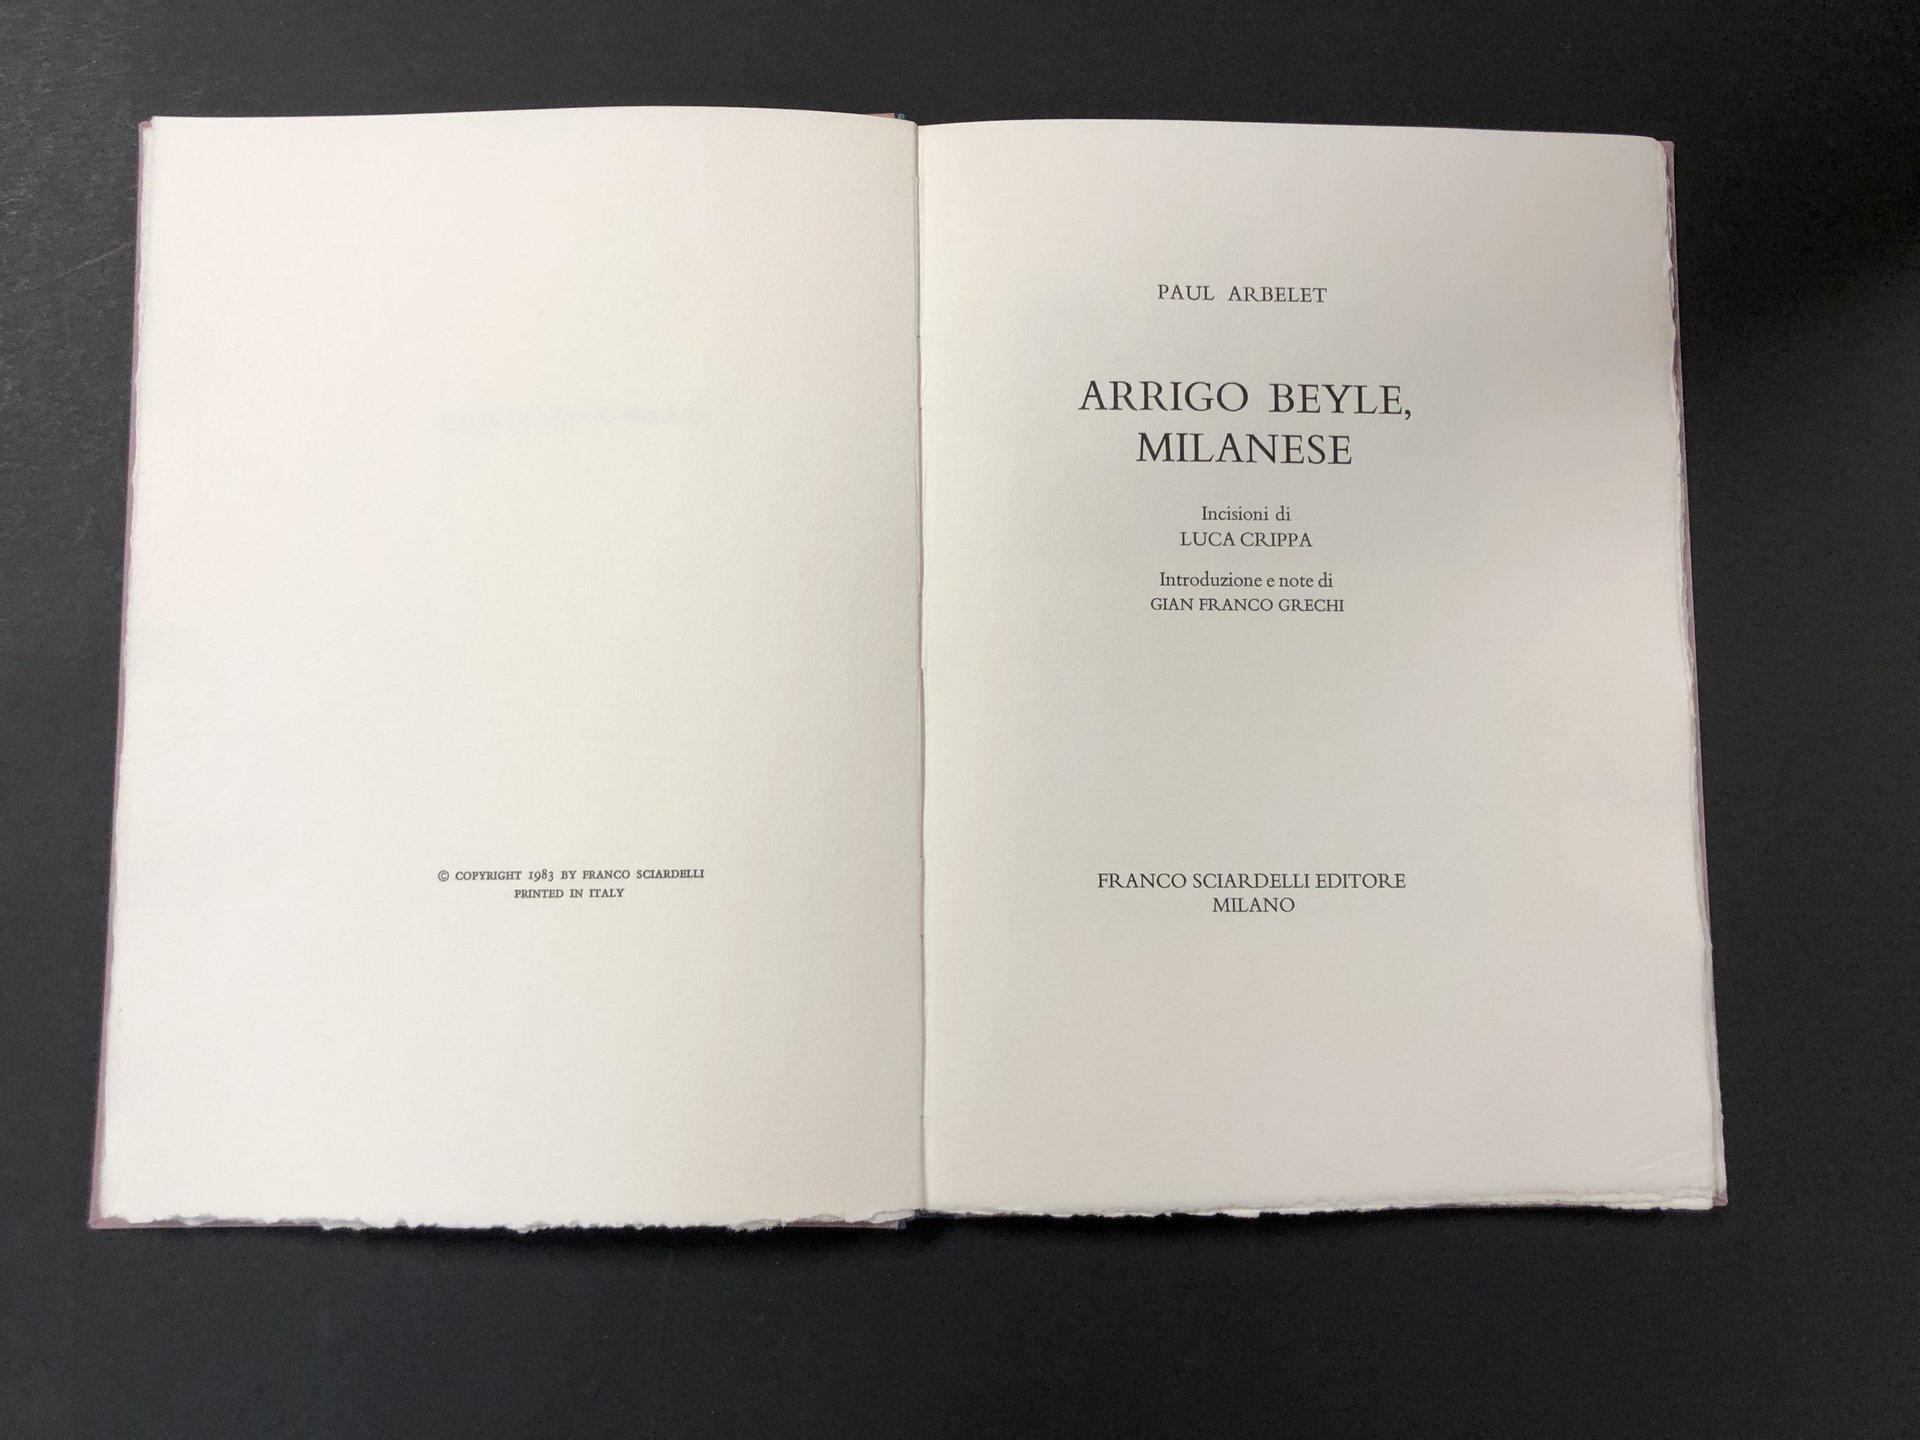 © COPYRIGHT 1983 BY FRANCO SCIARDELLI
PRINTED IN ITALY
PAUL ARBELET
ARRIGO BEYLE,
MILANESE
Incisioni di
LUCA CRIPPA
Introduzione e note di
GIAN FRANCO GRECHI
FRANCO SCIARDELLI EDITORE
MILANO